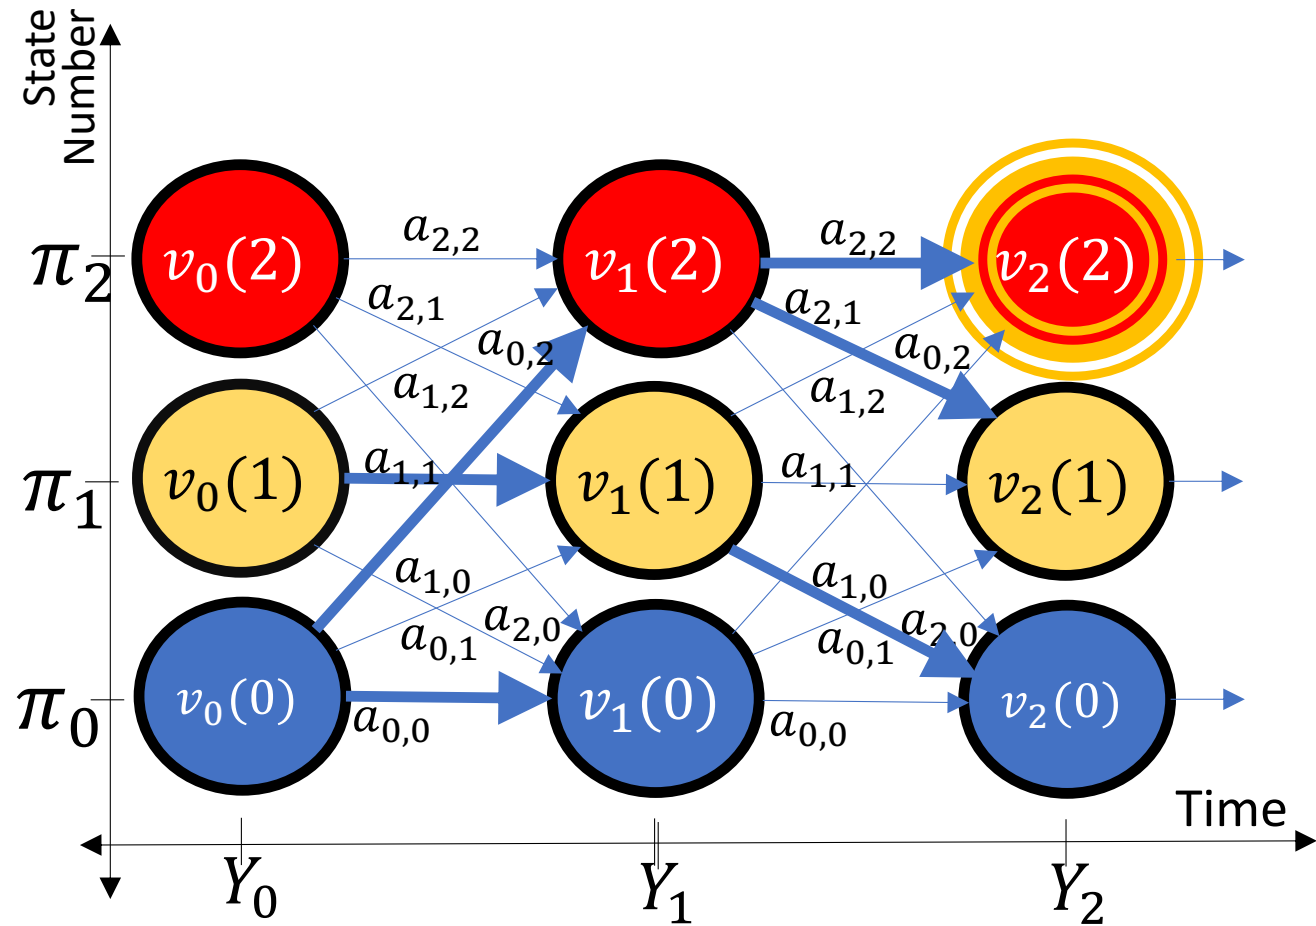 State
Number
π₂
v₀(2)
a₂,₂
v₁(2)
a₂,₂
v₂(2)
a₂,₁
a₀,₂
a₁,₂
a₂,₁
a₀,₂
a₁,₂
π₁
v₀(1)
a₁,₁
v₁(1)
a₁,₁
v₂(1)
a₁,₀
a₂,₀
a₀,₁
a₁,₀
a₂,₀
a₀,₁
π₀
v₀(0)
a₀,₀
v₁(0)
a₀,₀
v₂(0)
Time
Y₀
Y₁
Y₂